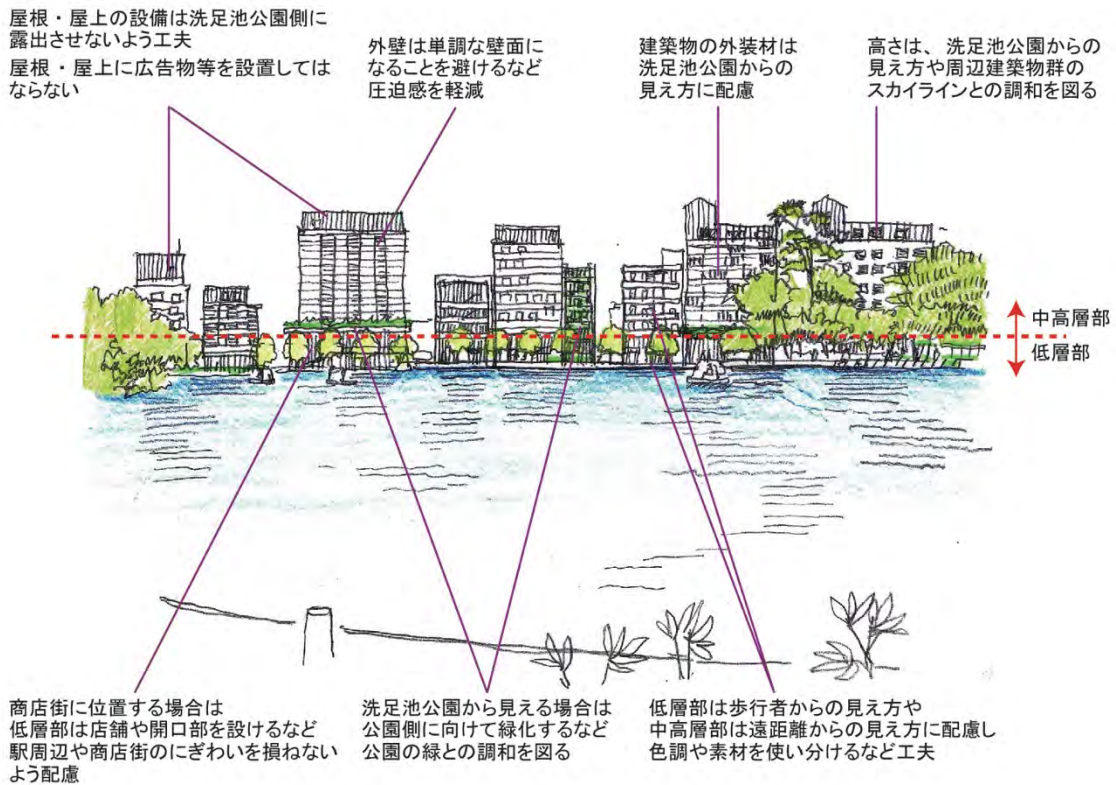 屋根・屋上の設備は洗足池公園側に
露出させないよう工夫
屋根・屋上に広告物等を設置しては
ならない
外壁は単調な壁面に
なることを避けるなど
圧迫感を軽減
建築物の外装材は
洗足池公園からの
見え方に配慮
高さは、洗足池公園からの
見え方や周辺建築物群の
スカイラインとの調和を図る
中高層部
低層部
商店街に位置する場合は
低層部は店舗や開口部を設けるなど
駅周辺や商店街のにぎわいを損ねない
よう配慮
洗足池公園から見える場合は
公園側に向けて緑化するなど
公園の緑との調和を図る
低層部は歩行者からの見え方や
中高層部は遠距離からの見え方に配慮し
色調や素材を使い分けるなど工夫